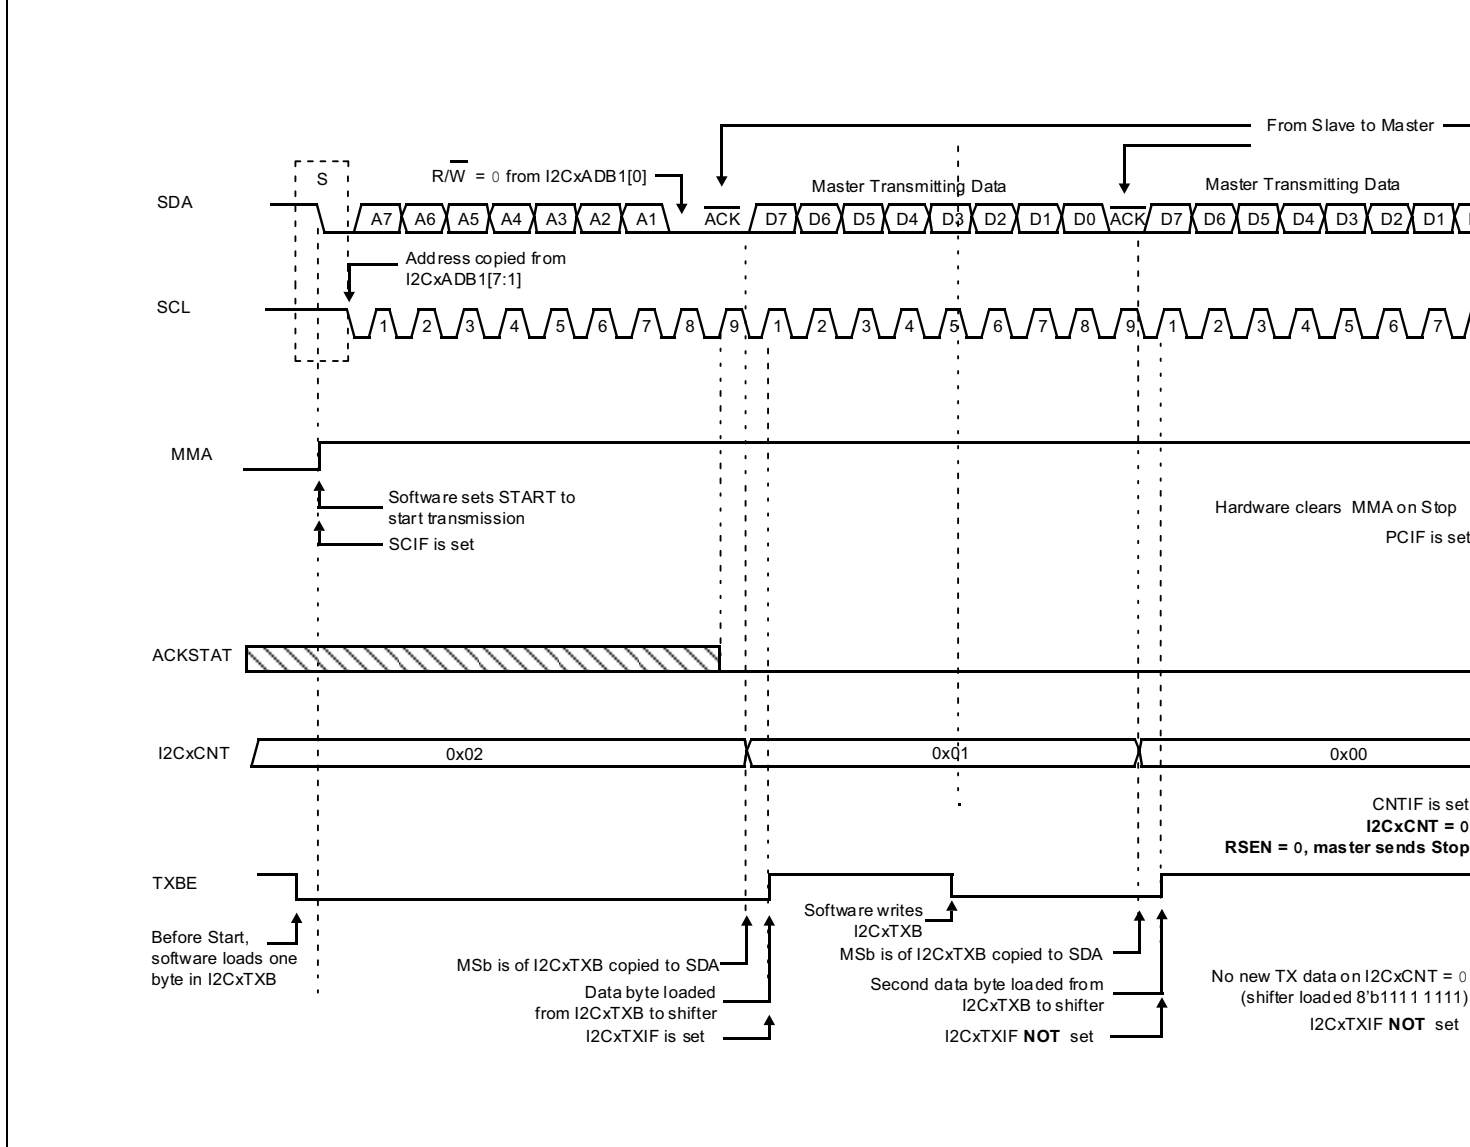 From Slave to Master
S
R/W = 0 from I2CxADB1[0]
Master Transmitting Data
Master Transmitting Data
SDA
A7 A6 A5 A4 A3 A2 A1 ACK D7 D6 D5 D4 D3 D2 D1 D0 ACK D7 D6 D5 D4 D3 D2 D1
Address copied from
I2CxADB1[7:1]
SCL
1 2 3 4 5 6 7 8 9 1 2 3 4 5 6 7 8 9 1 2 3 4 5 6 7
MMA
Software sets START to
start transmission
SCIF is set
Hardware clears MMA on Stop
PCIF is set
ACKSTAT
I2CxCNT
0x02 0x01 0x00
CNTIF is set
I2CxCNT = 0
RSEN = 0, master sends Stop
TXBE
Before Start,
software loads one
byte in I2CxTXB
MSb is of I2CxTXB copied to SDA
Data byte loaded
from I2CxTXB to shifter
I2CxTXIF is set
Software writes
I2CxTXB
MSb is of I2CxTXB copied to SDA
Second data byte loaded from
I2CxTXB to shifter
I2CxTXIF NOT set
No new TX data on I2CxCNT = 0
(shifter loaded 8'b1111 1111)
I2CxTXIF NOT set